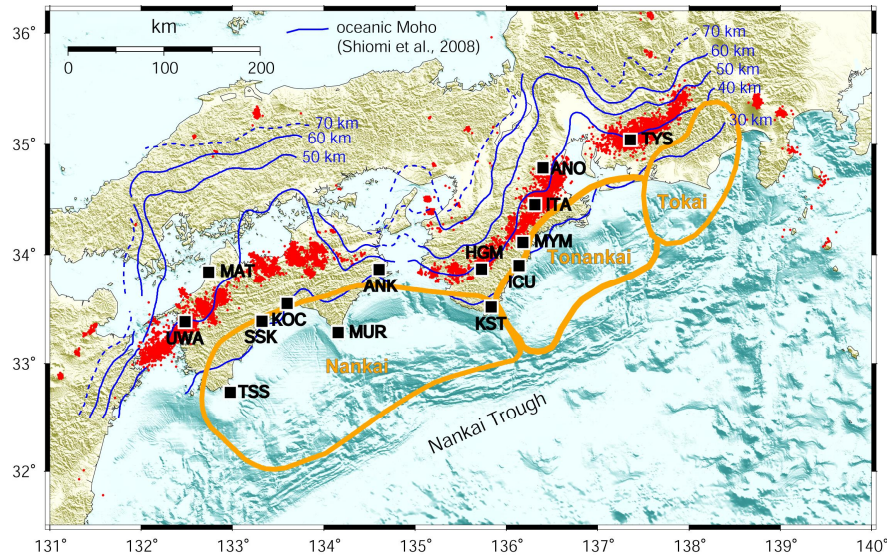 36°
km
0 100 200
oceanic Moho
(Shiomi et al., 2008)
70 km
60 km
50 km
40 km
30 km
35°
70 km
60 km
50 km
TYS
ANO
ITA
Tokai
34°
MYM
HGM
Tonankai
MAT
ANK
ICU
KOC
KST
UWA
SSK
MUR
33°
Nankai
TSS
Nankai Trough
32°
131° 132° 133° 134° 135° 136° 137° 138° 139° 140°